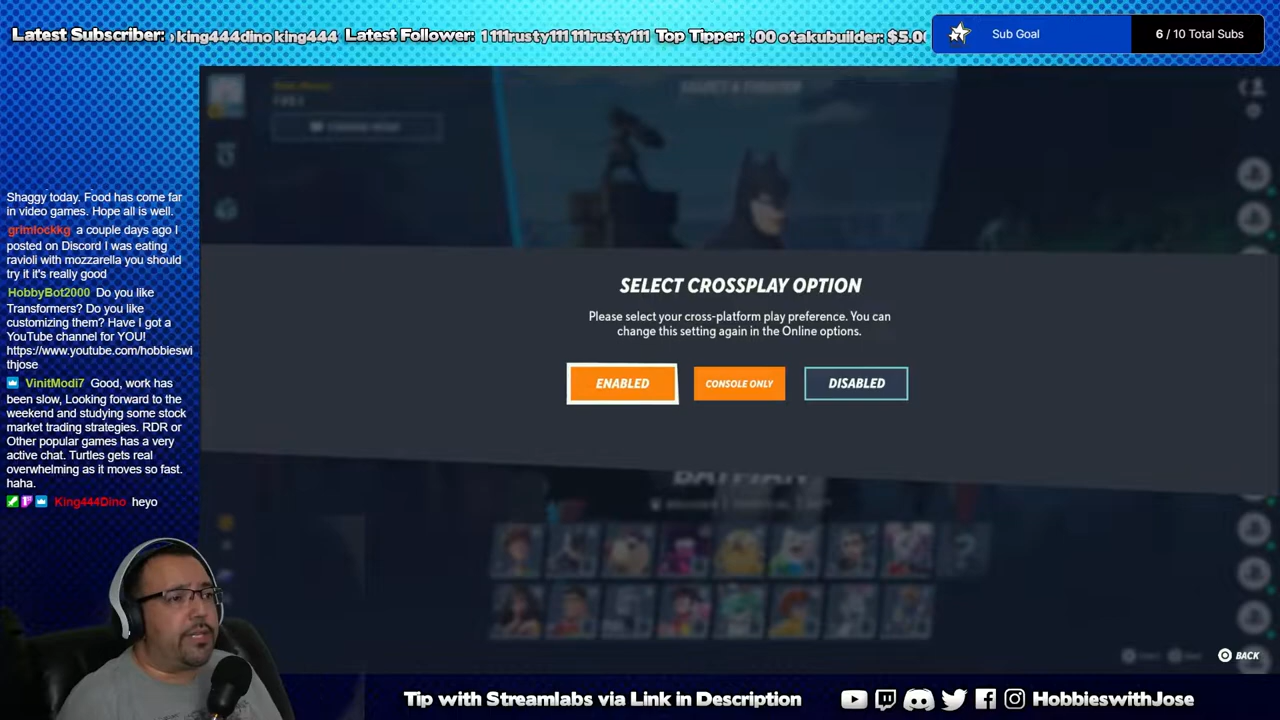 Latest Subscriber: king444dino king444 Latest Follower: 1 111rusty111 111rusty111 Top Tipper: .00 otakubuilder: $5.0
Sub Goal
6 / 10 Total Subs
Shaggy today. Food has come far
in video games. Hope all is well.
grimlockkg a couple days ago I
posted on Discord I was eating
ravioli with mozzarella you should
try it it's really good
HobbyBot2000 Do you like
Transformers? Do you like
customizing them? Have I got a
YouTube channel for YOU!
https://www.youtube.com/hobbieswi
thjose
VinitModi7 Good, work has
been slow, Looking forward to the
weekend and studying some stock
market trading strategies. RDR or
Other popular games has a very
active chat. Turtles gets real
overwhelming as it moves so fast.
haha.
King444Dino heyo
SELECT CROSSPLAY OPTION
Please select your cross-platform play preference. You can
change this setting again in the Online options.
ENABLED
CONSOLE ONLY
DISABLED
BATMAN
BACK
Tip with Streamlabs via Link in Description
HobbieswithJose